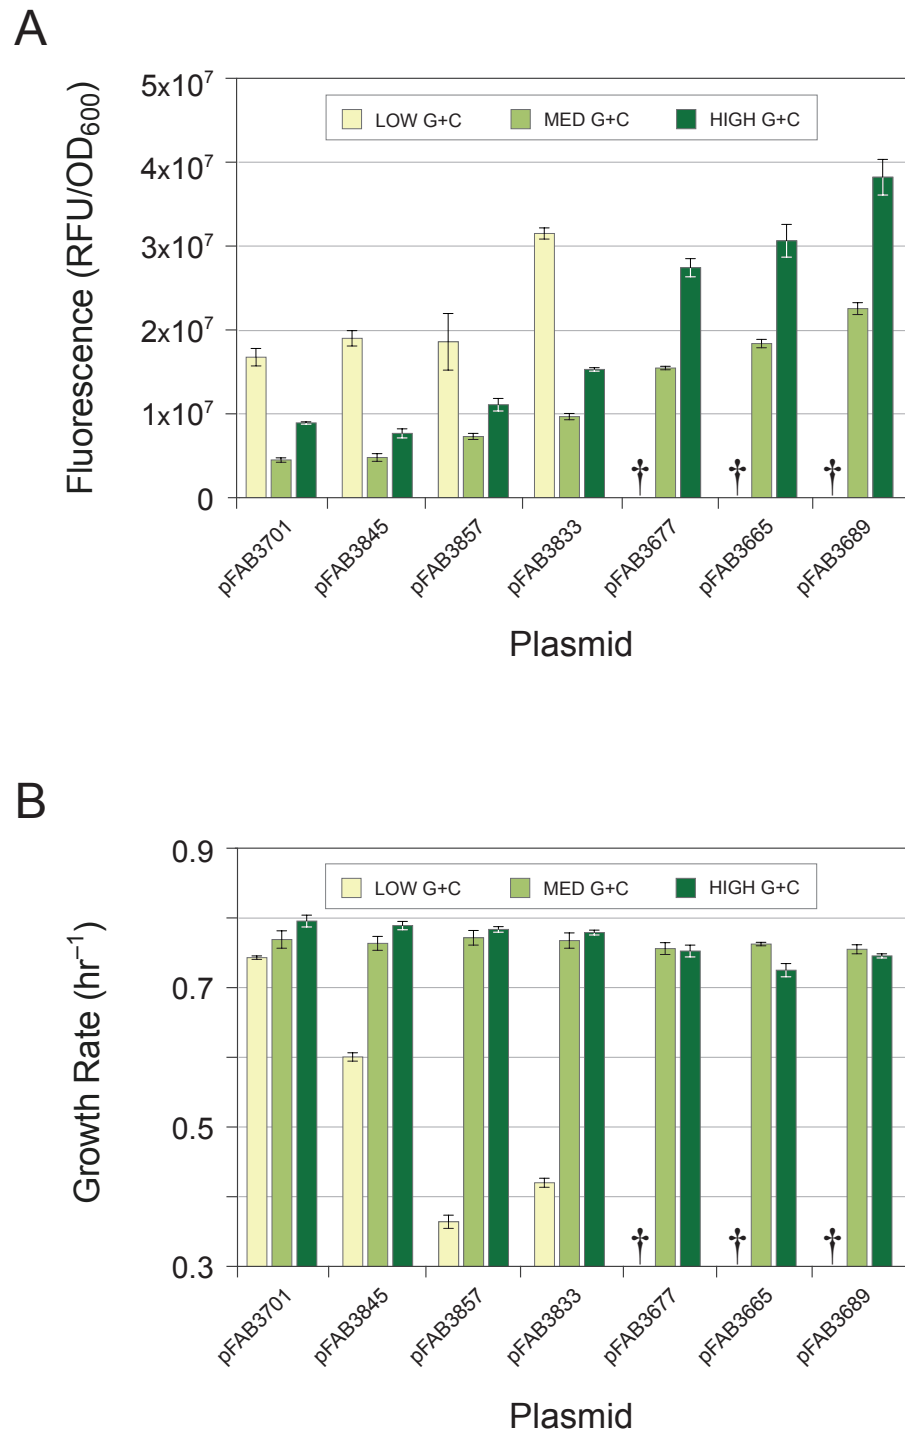 A
Fluorescence (RFU/OD600)
5x10⁷
4x10⁷
3x10⁷
2x10⁷
1x10⁷
0
LOW G+C MED G+C HIGH G+C
† † †
pFAB3701 pFAB3845 pFAB3857 pFAB3833 pFAB3677 pFAB3665 pFAB3689
Plasmid
B
Growth Rate (hr⁻¹)
0.9
0.7
0.5
0.3
LOW G+C MED G+C HIGH G+C
† † †
pFAB3701 pFAB3845 pFAB3857 pFAB3833 pFAB3677 pFAB3665 pFAB3689
Plasmid